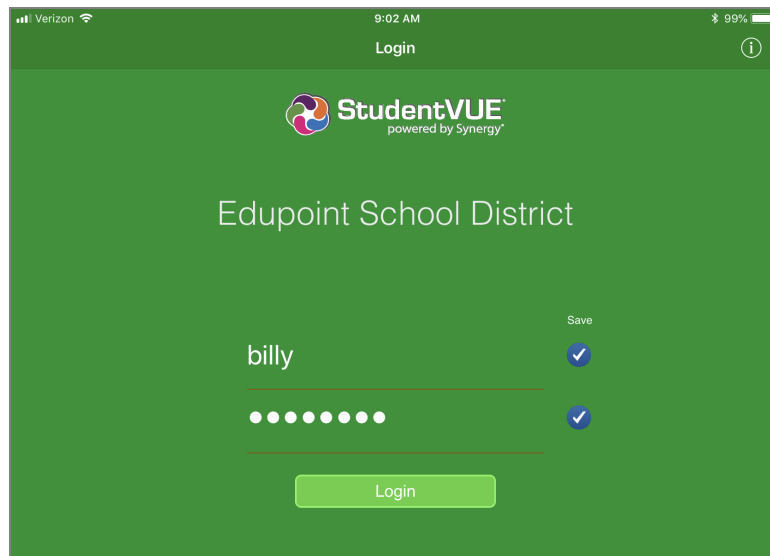 Verizon 9:02 AM 99%
Login
StudentVUE
powered by Synergy
Edupoint School District
Save
billy
●●●●●●●●
Login